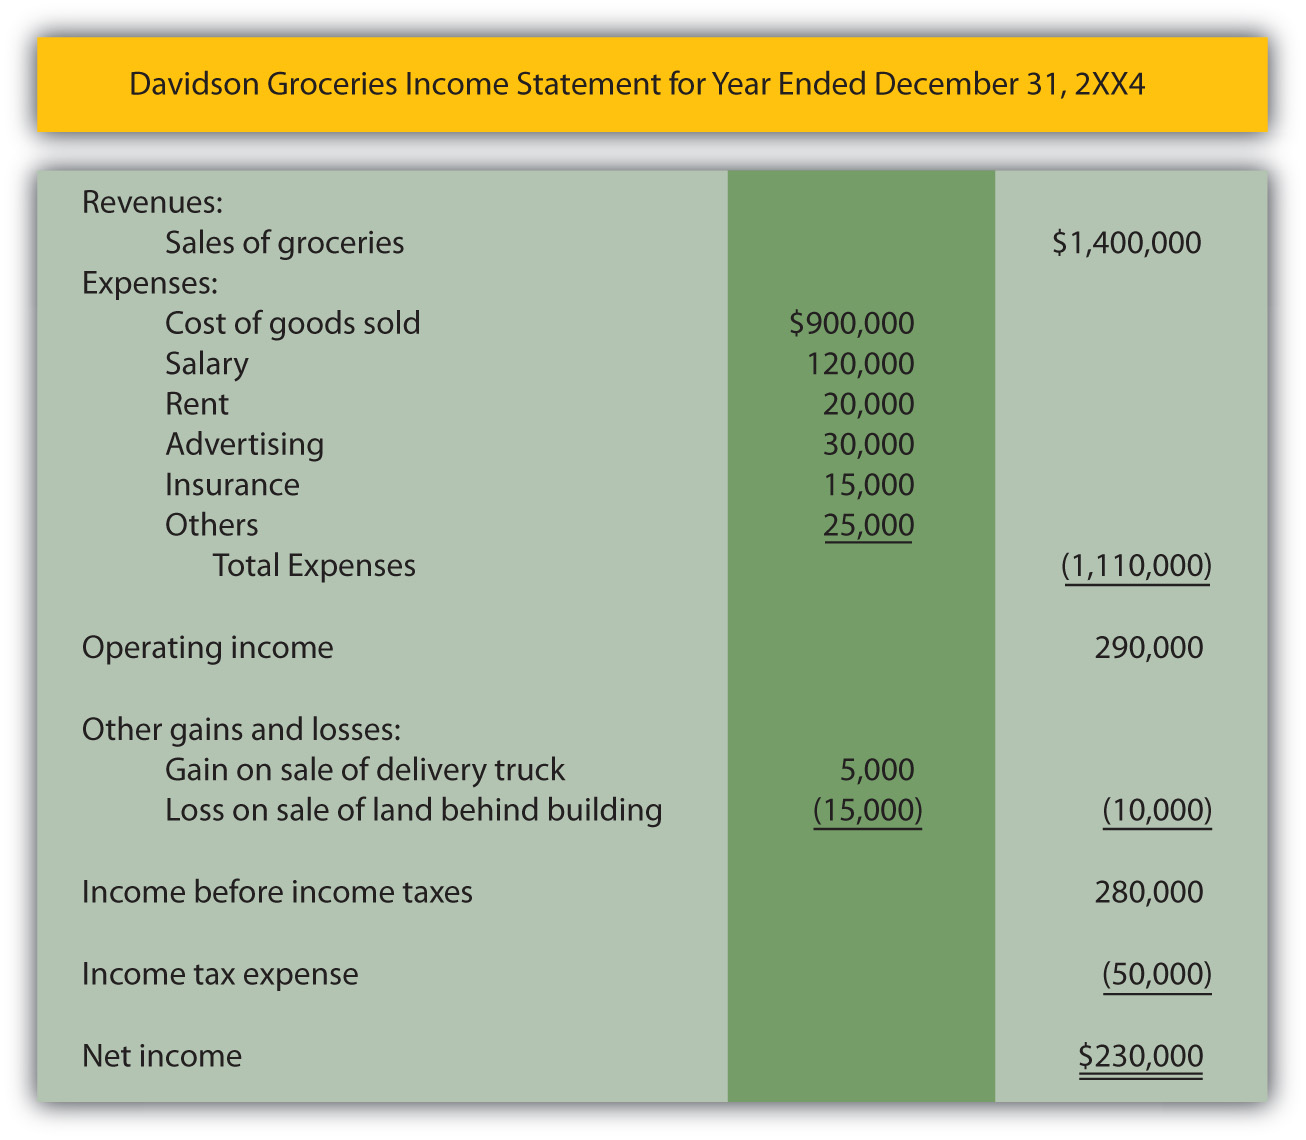 Davidson Groceries Income Statement for Year Ended December 31, 2XX4
Revenues:
Sales of groceries $1,400,000
Expenses:
Cost of goods sold $900,000
Salary 120,000
Rent 20,000
Advertising 30,000
Insurance 15,000
Others 25,000
Total Expenses (1,110,000)
Operating income 290,000
Other gains and losses:
Gain on sale of delivery truck 5,000
Loss on sale of land behind building (15,000) (10,000)
Income before income taxes 280,000
Income tax expense (50,000)
Net income $230,000